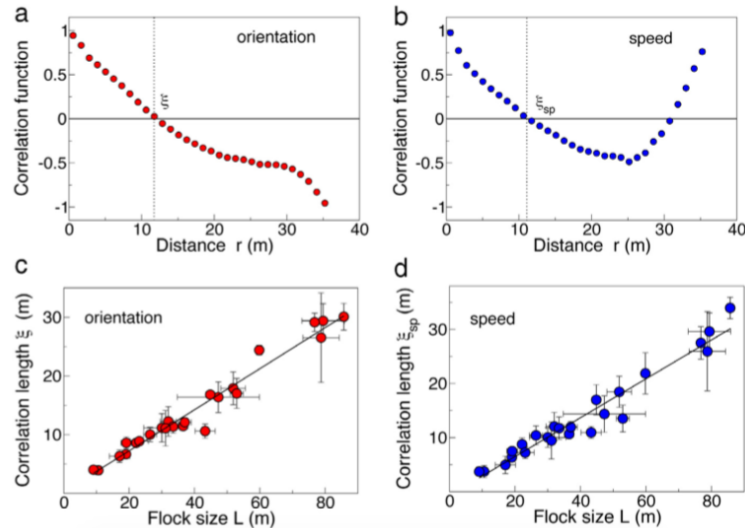 a
orientation
Correlation function
1
0.5
0
-0.5
-1
ξ
0
10
20
30
40
Distance r (m)
b
speed
Correlation function
1
0.5
0
-0.5
-1
ξsp
0
10
20
30
40
Distance r (m)
c
orientation
Correlation length ξ (m)
30
20
10
0
20
40
60
80
100
Flock size L (m)
d
speed
Correlation length ξsp (m)
30
20
10
0
20
40
60
80
Flock size L (m)